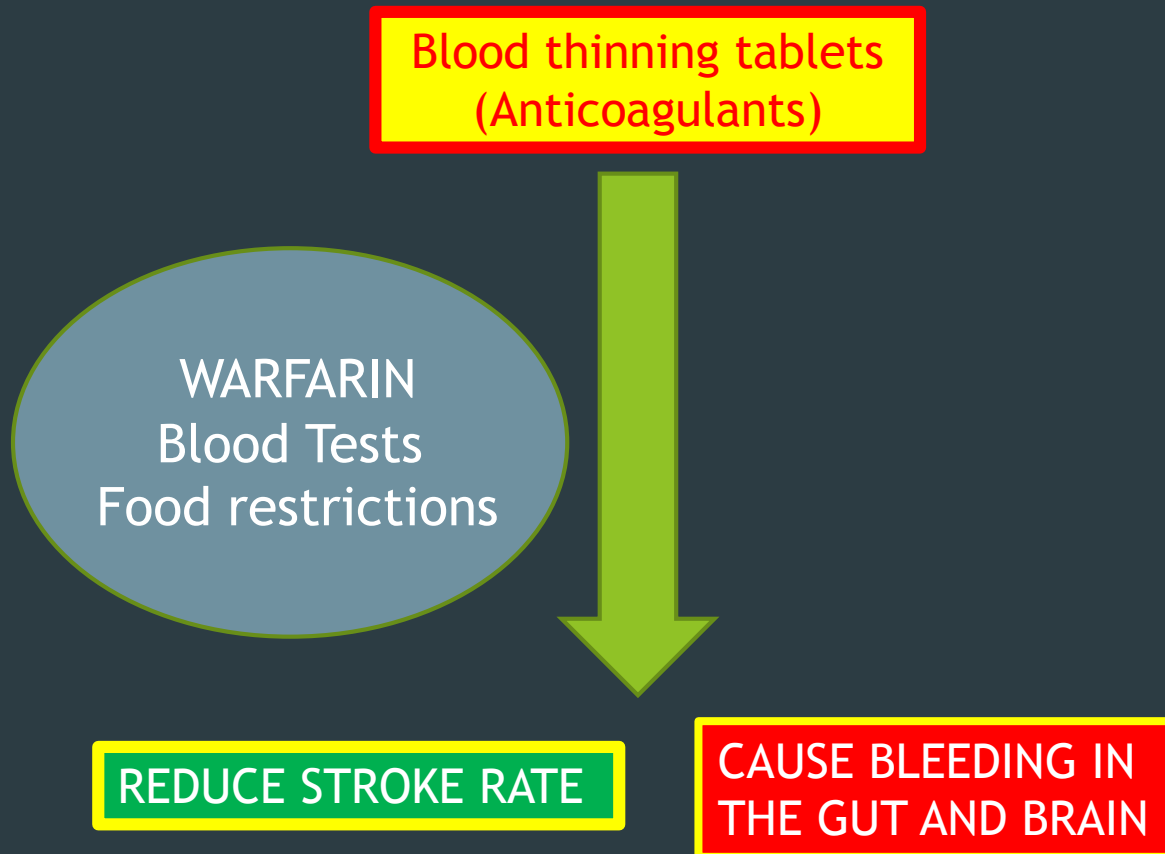 Blood thinning tablets
(Anticoagulants)
WARFARIN
Blood Tests
Food restrictions
REDUCE STROKE RATE
CAUSE BLEEDING IN
THE GUT AND BRAIN